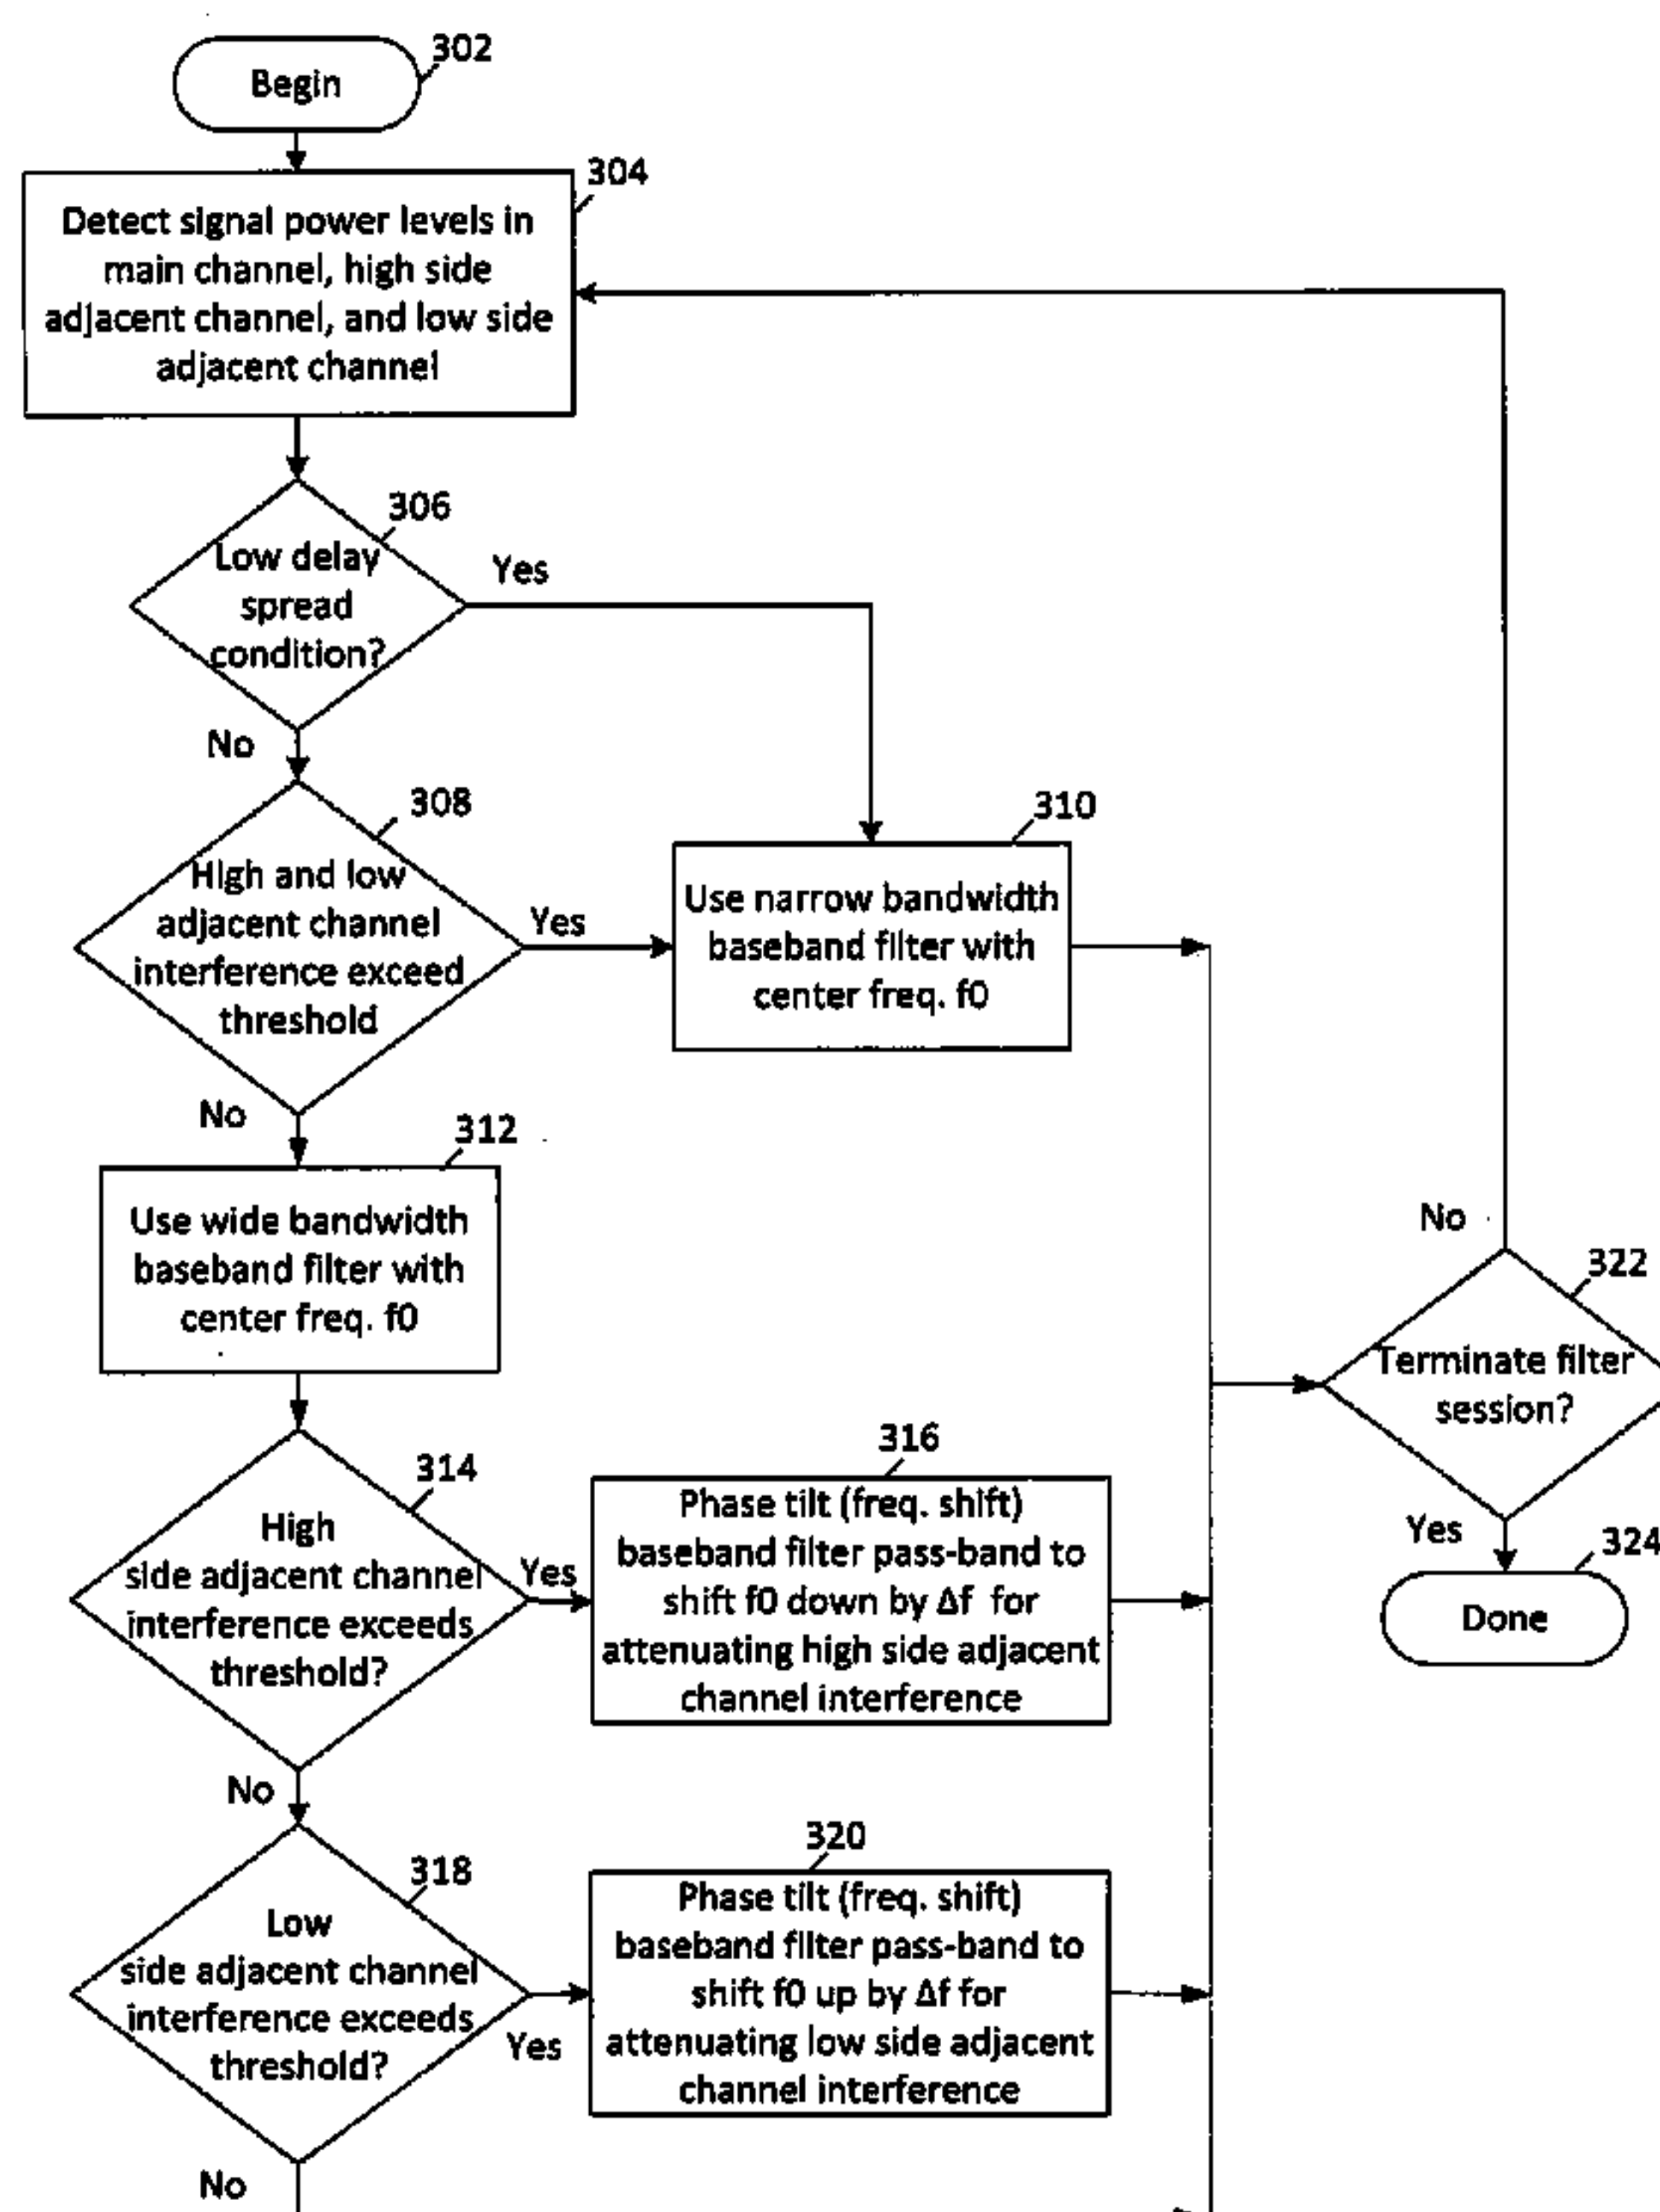 302
Begin
304
Detect signal power levels in
main channel, high side
adjacent channel, and low side
adjacent channel
306
Low delay
spread
condition?
Yes
No
308
High and low
adjacent channel
interference exceed
threshold
Yes
No
310
Use narrow bandwidth
baseband filter with
center freq. f0
312
Use wide bandwidth
baseband filter with
center freq. f0
314
High
side adjacent channel
interference exceeds
threshold?
Yes
No
316
Phase tilt (freq. shift)
baseband filter pass-band to
shift f0 down by Δf for
attenuating high side adjacent
channel interference
318
Low
side adjacent channel
interference exceeds
threshold?
Yes
No
320
Phase tilt (freq. shift)
baseband filter pass-band to
shift f0 up by Δf for
attenuating low side adjacent
channel interference
No
322
Terminate filter
session?
Yes
324
Done